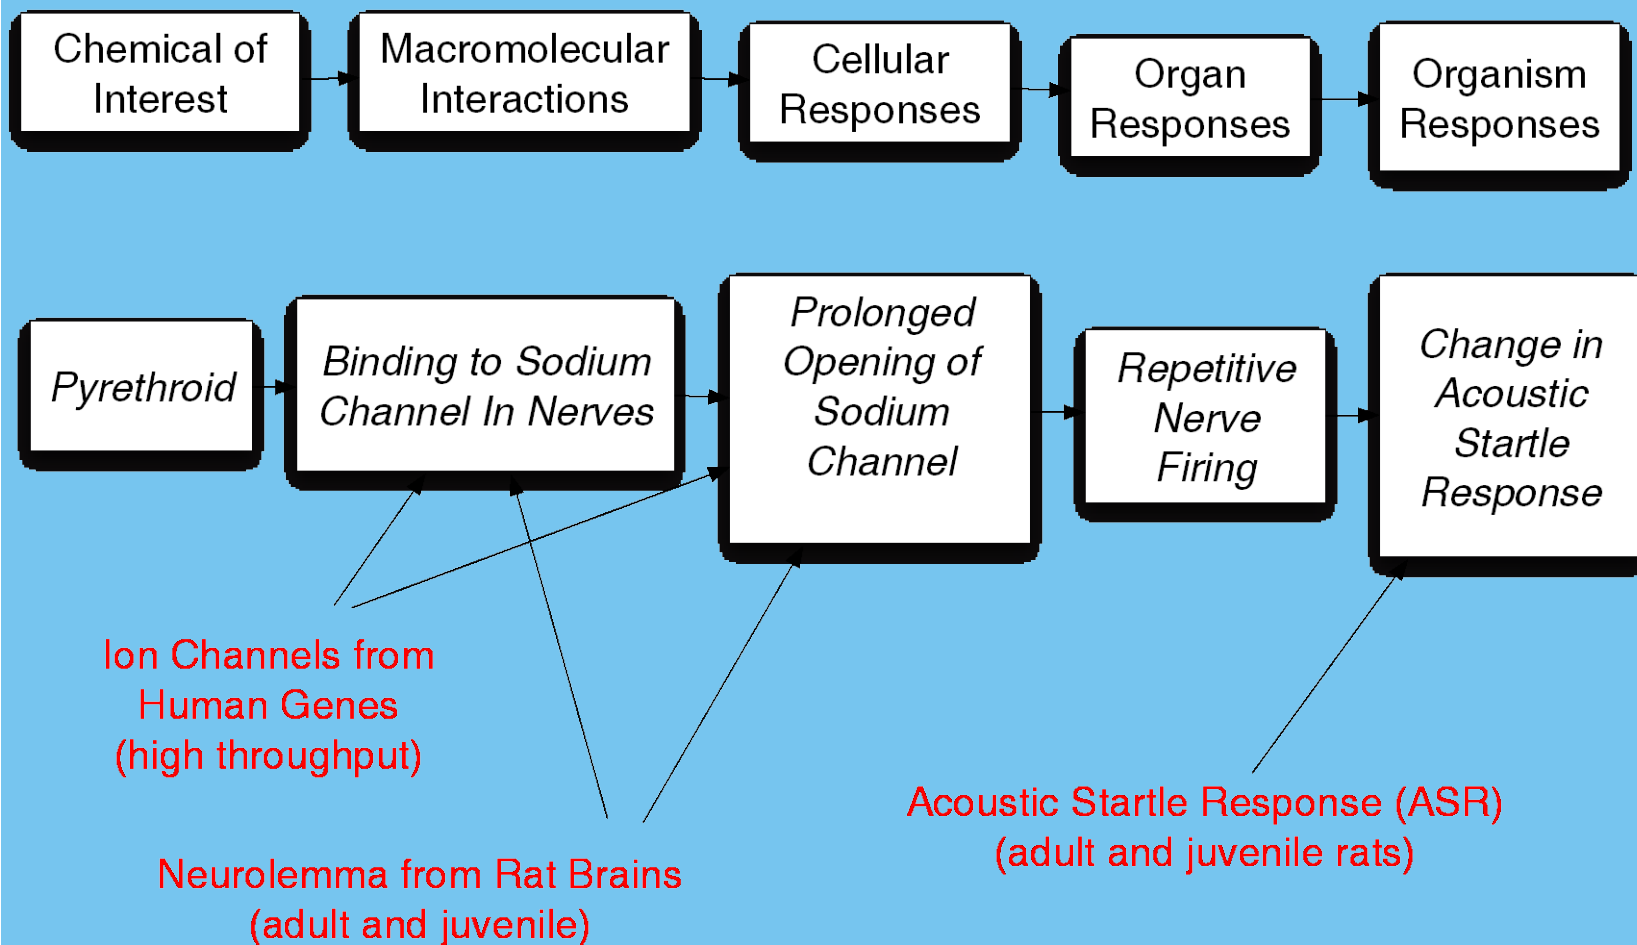 Chemical of
Interest
Macromolecular
Interactions
Cellular
Responses
Organ
Responses
Organism
Responses
Pyrethroid
Binding to Sodium
Channel In Nerves
Prolonged
Opening of
Sodium
Channel
Repetitive
Nerve
Firing
Change in
Acoustic
Startle
Response
Ion Channels from
Human Genes
(high throughput)
Neurolemma from Rat Brains
(adult and juvenile)
Acoustic Startle Response (ASR)
(adult and juvenile rats)